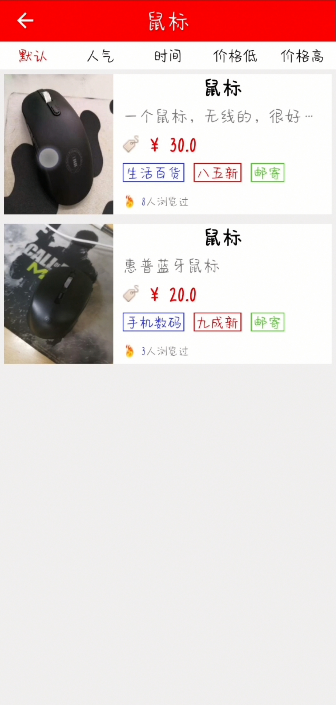 鼠标
默认 人气 时间 价格低 价格高
鼠标
一个鼠标，无线的，很好…
¥ 30.0
生活百货 八五新 邮寄
8人浏览过
鼠标
惠普蓝牙鼠标
¥ 20.0
手机数码 九成新 邮寄
3人浏览过